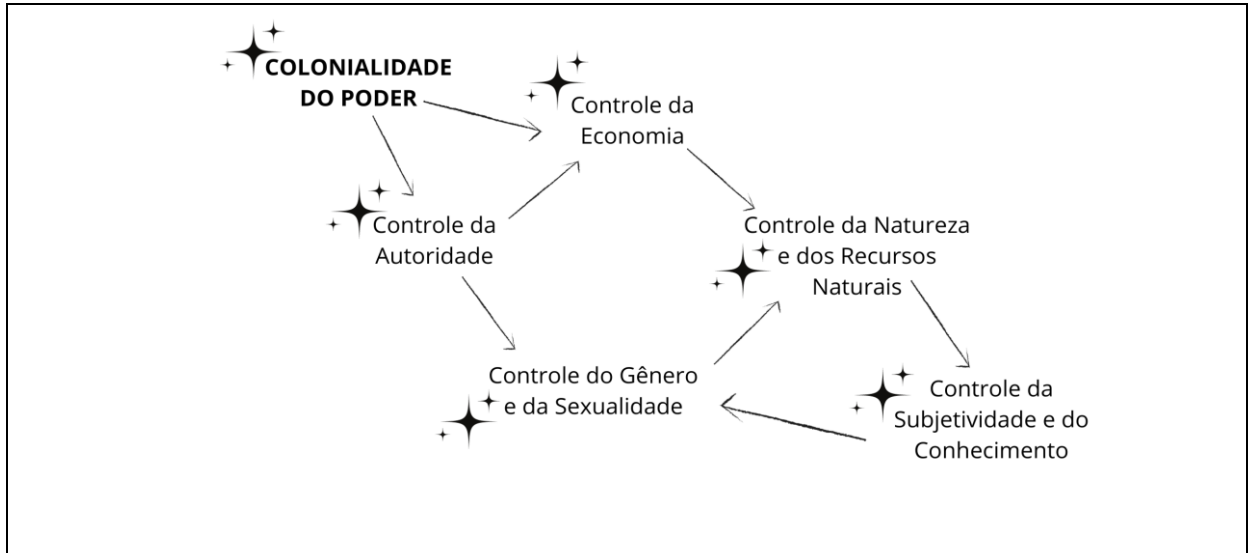 COLONIALIDADE
DO PODER
Controle da
Economia
Controle da
Autoridade
Controle da Natureza
e dos Recursos
Naturais
Controle do Gênero
e da Sexualidade
Controle da
Subjetividade e do
Conhecimento